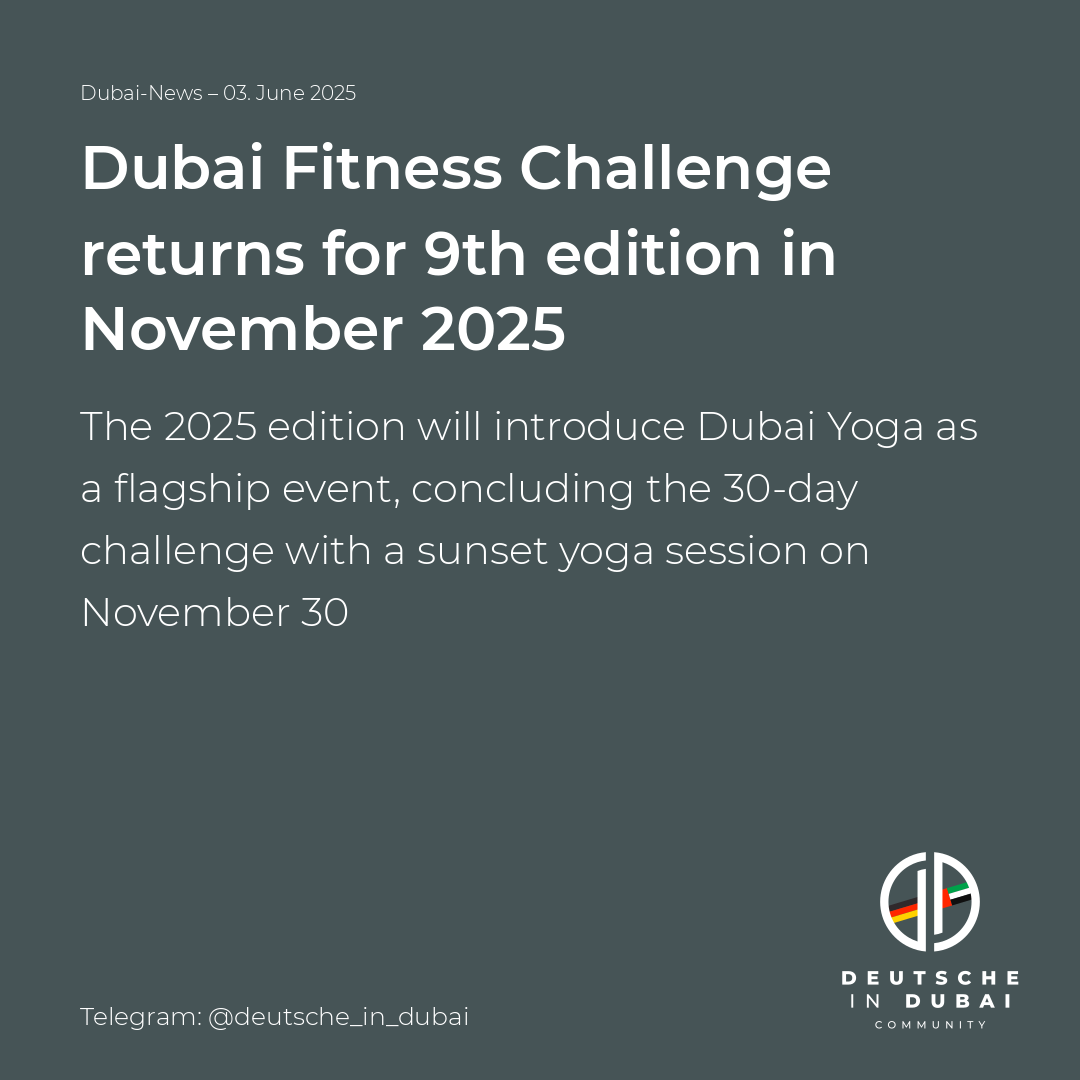 Dubai-News – 03. June 2025
Dubai Fitness Challenge
returns for 9th edition in
November 2025
The 2025 edition will introduce Dubai Yoga as
a flagship event, concluding the 30-day
challenge with a sunset yoga session on
November 30
DEUTSCHE
IN DUBAI
COMMUNITY
Telegram: @deutsche_in_dubai